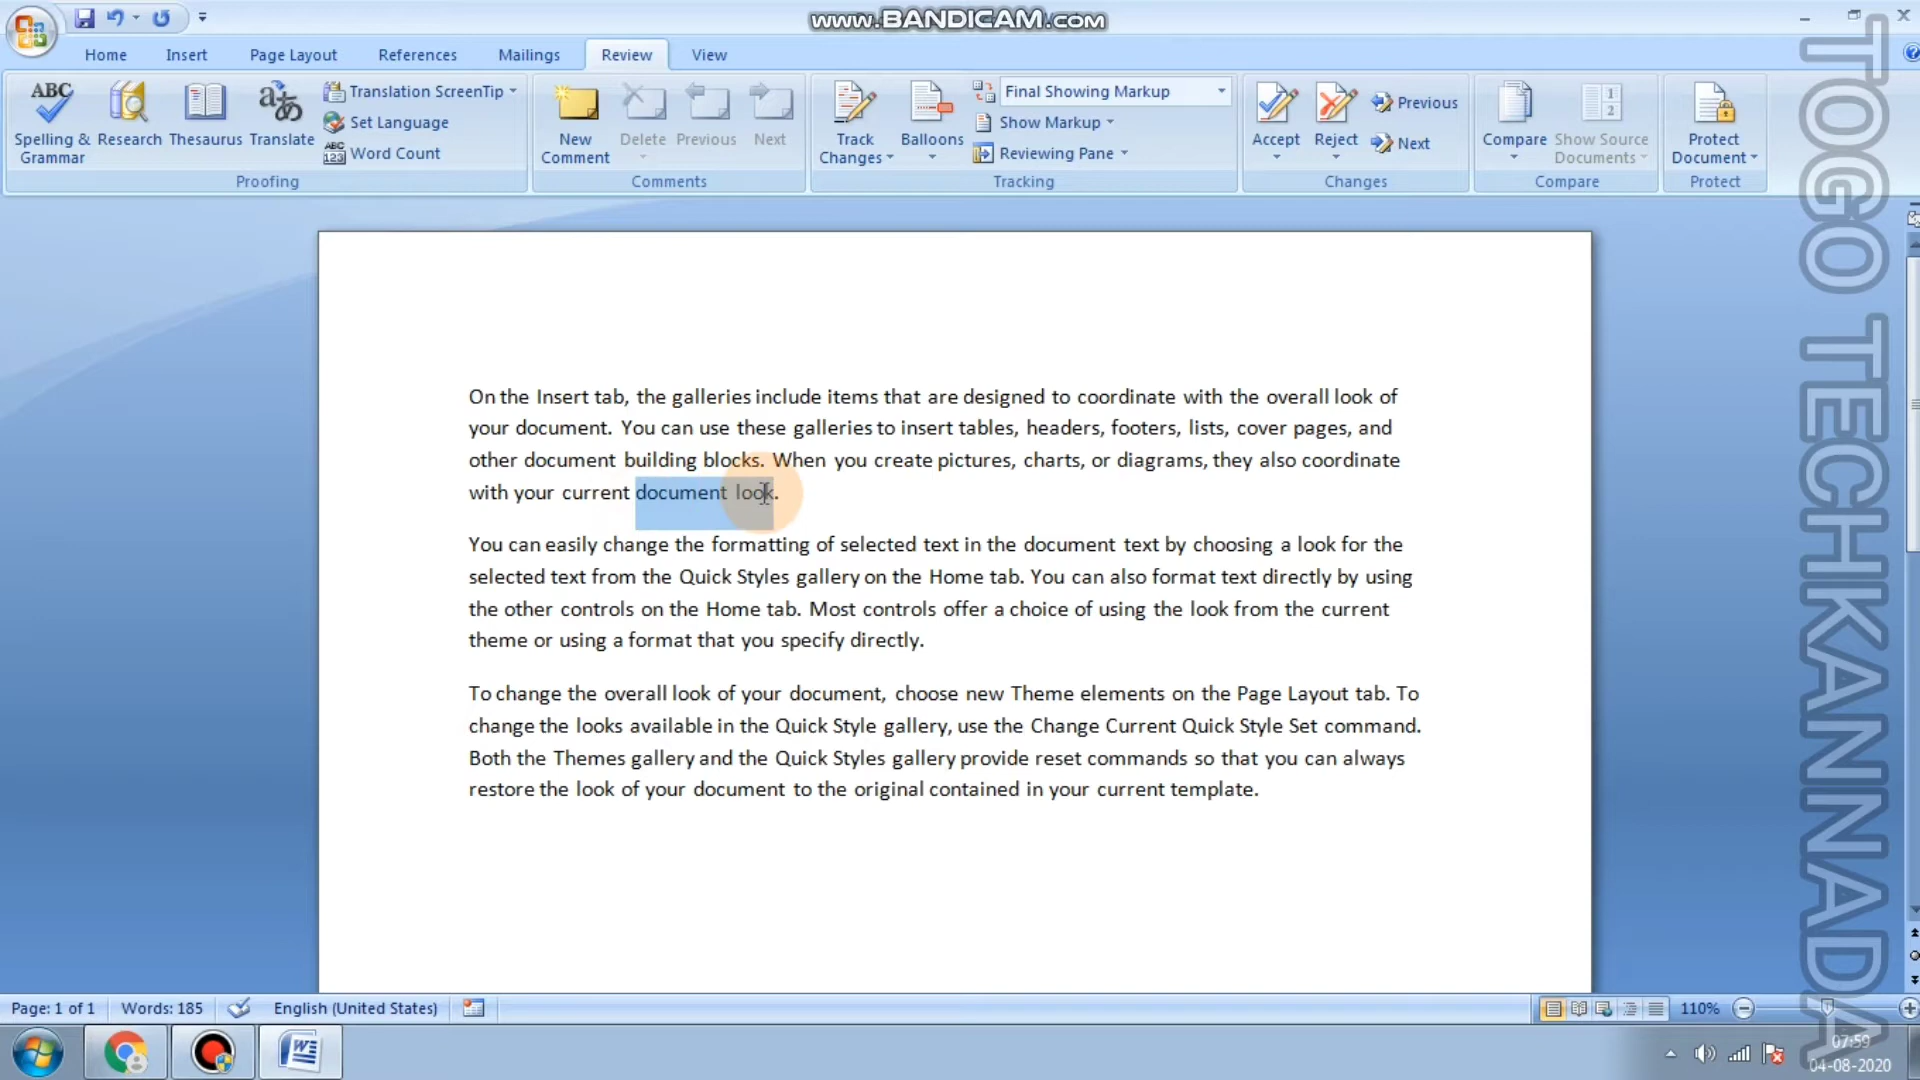 www.BANDICAM.com
Home Insert Page Layout References Mailings Review View
ABC
Spelling & Grammar
Research
Thesaurus
Translate
Translation ScreenTip
Set Language
ABC 123 Word Count
Proofing
New Comment
Delete
Previous
Next
Comments
Track Changes
Balloons
Final Showing Markup
Show Markup
Reviewing Pane
Tracking
Accept
Reject
Previous
Next
Changes
Compare
Show Source Documents
Compare
Protect Document
Protect
On the Insert tab, the galleries include items that are designed to coordinate with the overall look of
your document. You can use these galleries to insert tables, headers, footers, lists, cover pages, and
other document building blocks. When you create pictures, charts, or diagrams, they also coordinate
with your current document look.
You can easily change the formatting of selected text in the document text by choosing a look for the
selected text from the Quick Styles gallery on the Home tab. You can also format text directly by using
the other controls on the Home tab. Most controls offer a choice of using the look from the current
theme or using a format that you specify directly.
To change the overall look of your document, choose new Theme elements on the Page Layout tab. To
change the looks available in the Quick Style gallery, use the Change Current Quick Style Set command.
Both the Themes gallery and the Quick Styles gallery provide reset commands so that you can always
restore the look of your document to the original contained in your current template.
TOGO TECHKANNADA
Page: 1 of 1 Words: 185 English (United States) 110%
07:59
04-08-2020